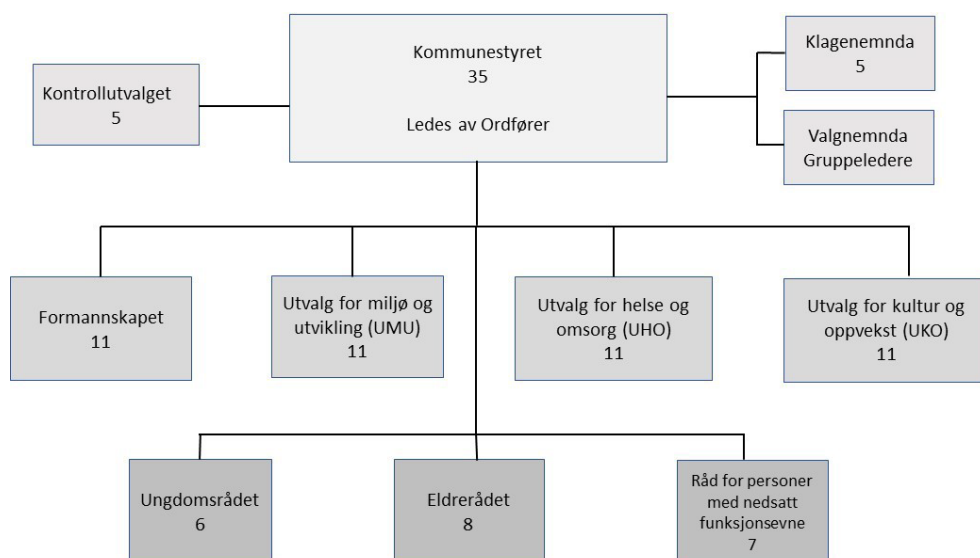 Kommunestyret
35
Ledes av Ordfører
Kontrollutvalget
5
Klagenemnda
5
Valgnemnda
Gruppeledere
Formannskapet
11
Utvalg for miljø og
utvikling (UMU)
11
Utvalg for helse og
omsorg (UHO)
11
Utvalg for kultur og
oppvekst (UKO)
11
Ungdomsrådet
6
Eldrerådet
8
Råd for personer
med nedsatt
funksjonsevne
7